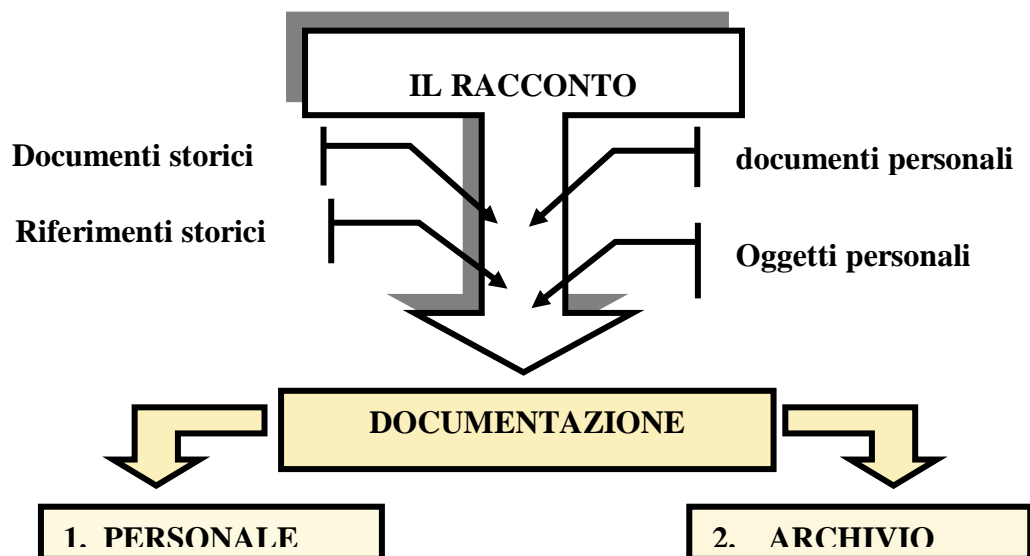 IL RACCONTO
Documenti storici
documenti personali
Riferimenti storici
Oggetti personali
DOCUMENTAZIONE
1. PERSONALE
2. ARCHIVIO